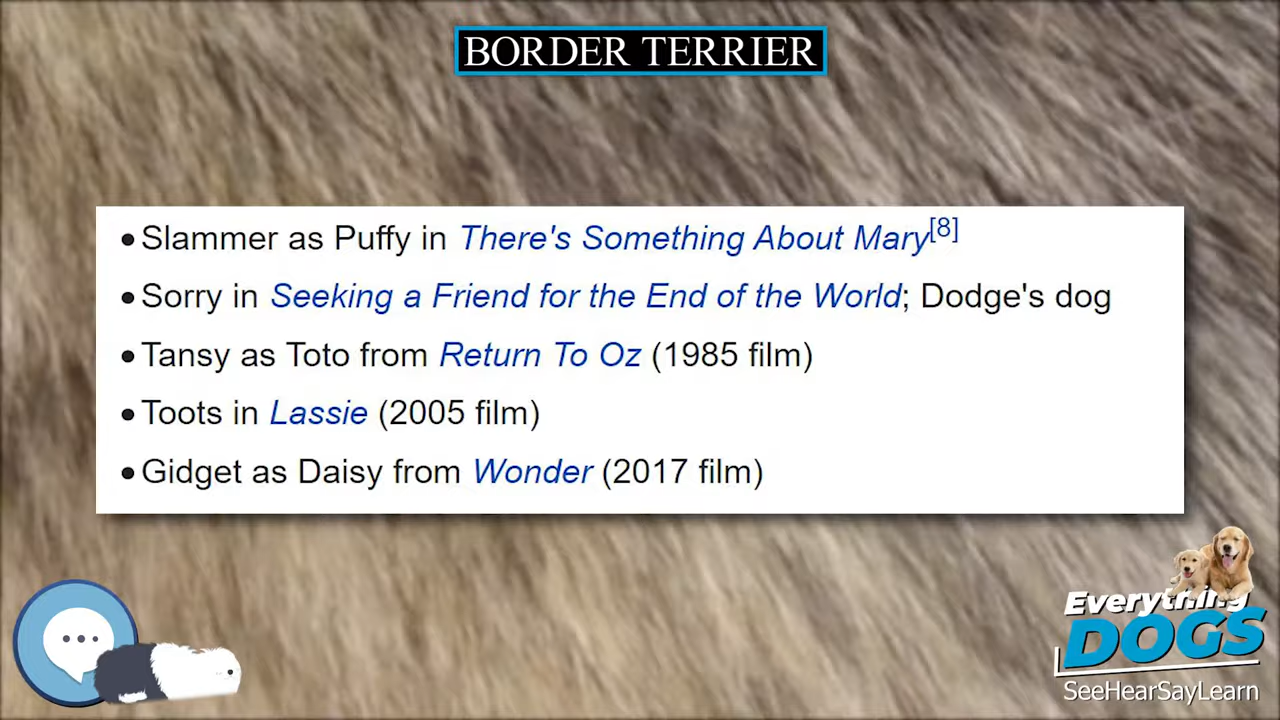 BORDER TERRIER
• Slammer as Puffy in There's Something About Mary[8]
• Sorry in Seeking a Friend for the End of the World; Dodge's dog
• Tansy as Toto from Return To Oz (1985 film)
• Toots in Lassie (2005 film)
• Gidget as Daisy from Wonder (2017 film)
Everything
DOGS
SeeHearSayLearn